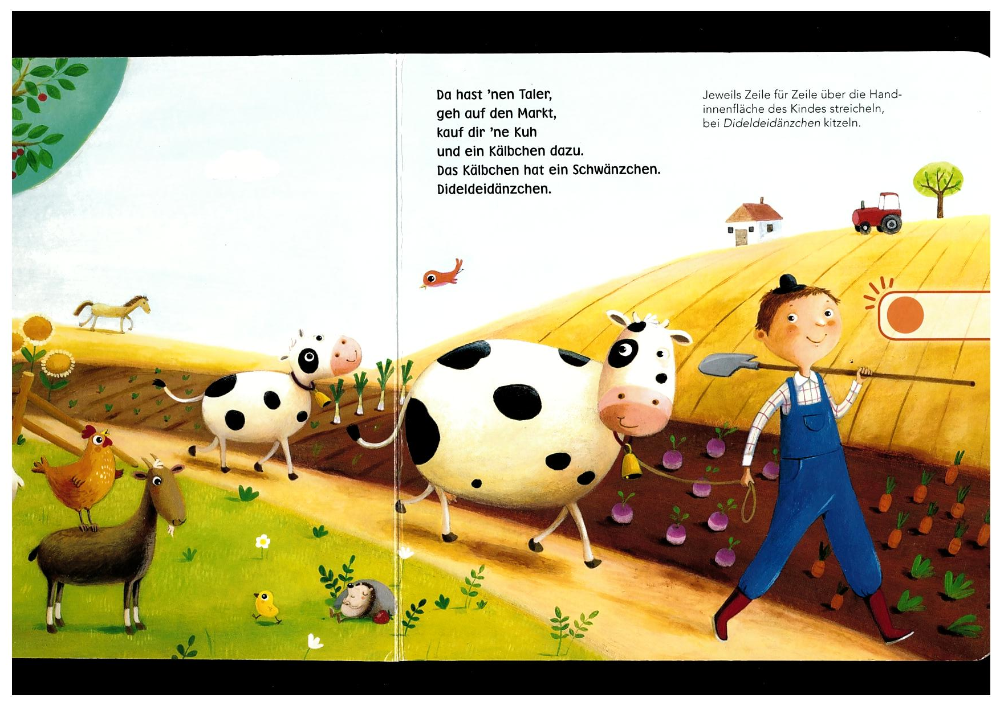 Da hast ’nen Taler,
geh auf den Markt,
kauf dir ’ne Kuh
und ein Kälbchen dazu.
Das Kälbchen hat ein Schwänzchen.
Dideldeidänzchen.
Jeweils Zeile für Zeile über die Hand-
innenfläche des Kindes streicheln,
bei Dideldeidänzchen kitzeln.